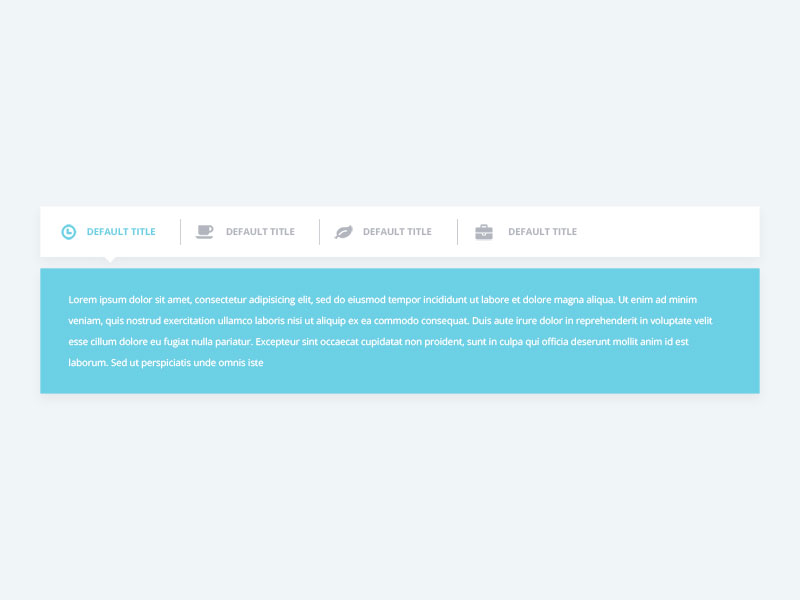 DEFAULT TITLE DEFAULT TITLE DEFAULT TITLE DEFAULT TITLE
Lorem ipsum dolor sit amet, consectetur adipisicing elit, sed do eiusmod tempor incididunt ut labore et dolore magna aliqua. Ut enim ad minim
veniam, quis nostrud exercitation ullamco laboris nisi ut aliquip ex ea commodo consequat. Duis aute irure dolor in reprehenderit in voluptate velit
esse cillum dolore eu fugiat nulla pariatur. Excepteur sint occaecat cupidatat non proident, sunt in culpa qui officia deserunt mollit anim id est
laborum. Sed ut perspiciatis unde omnis iste